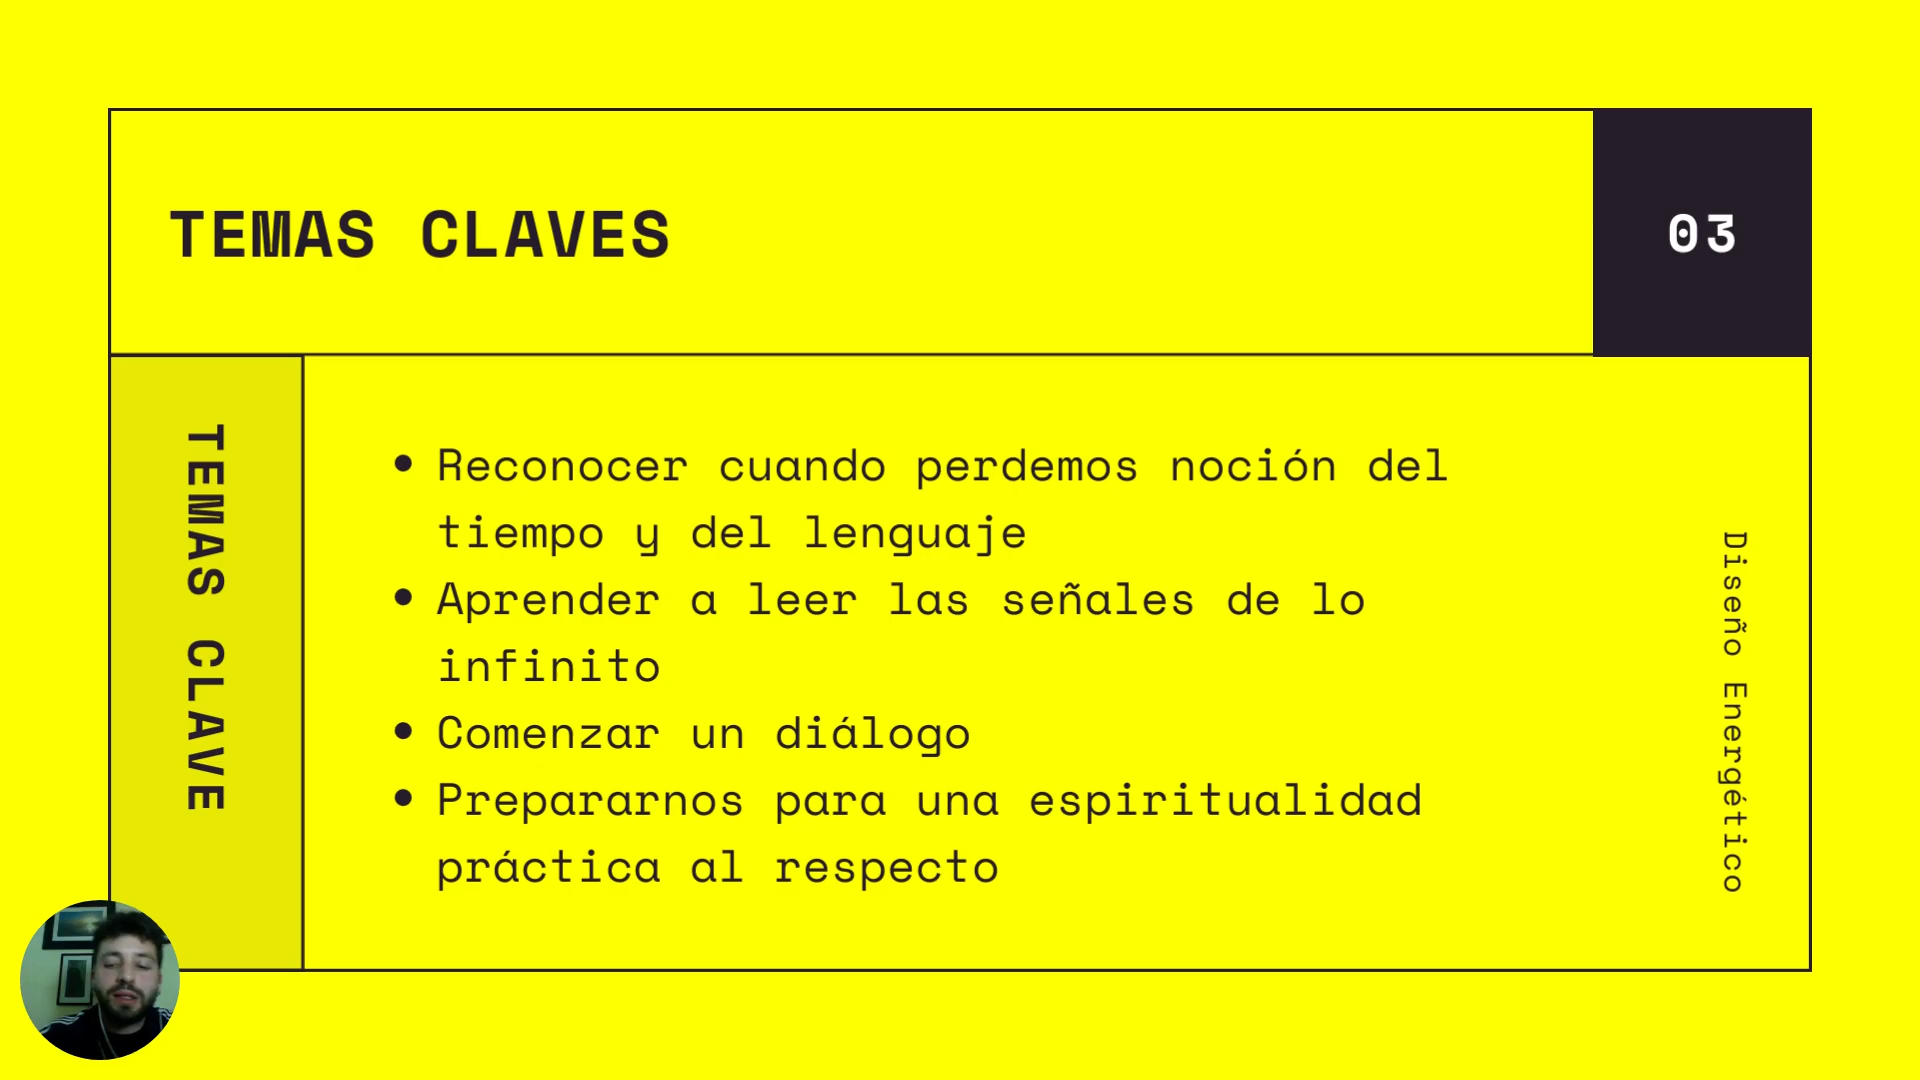 TEMAS CLAVES
03
TEMAS CLAVE
• Reconocer cuando perdemos noción del
tiempo y del lenguaje
• Aprender a leer las señales de lo
infinito
• Comenzar un diálogo
• Prepararnos para una espiritualidad
práctica al respecto
Diseño Energético